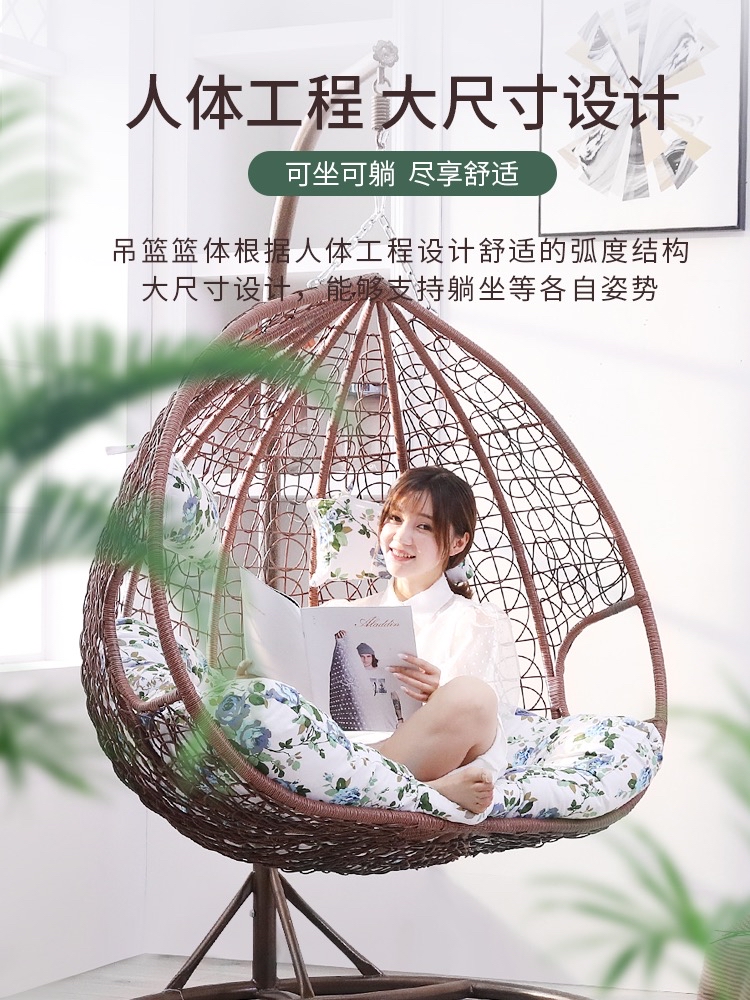 人体工程 大尺寸设计
可坐可躺 尽享舒适
吊篮篮体根据人体工程设计舒适的弧度结构
大尺寸设计，能够支持躺坐等各自姿势
Aladdin